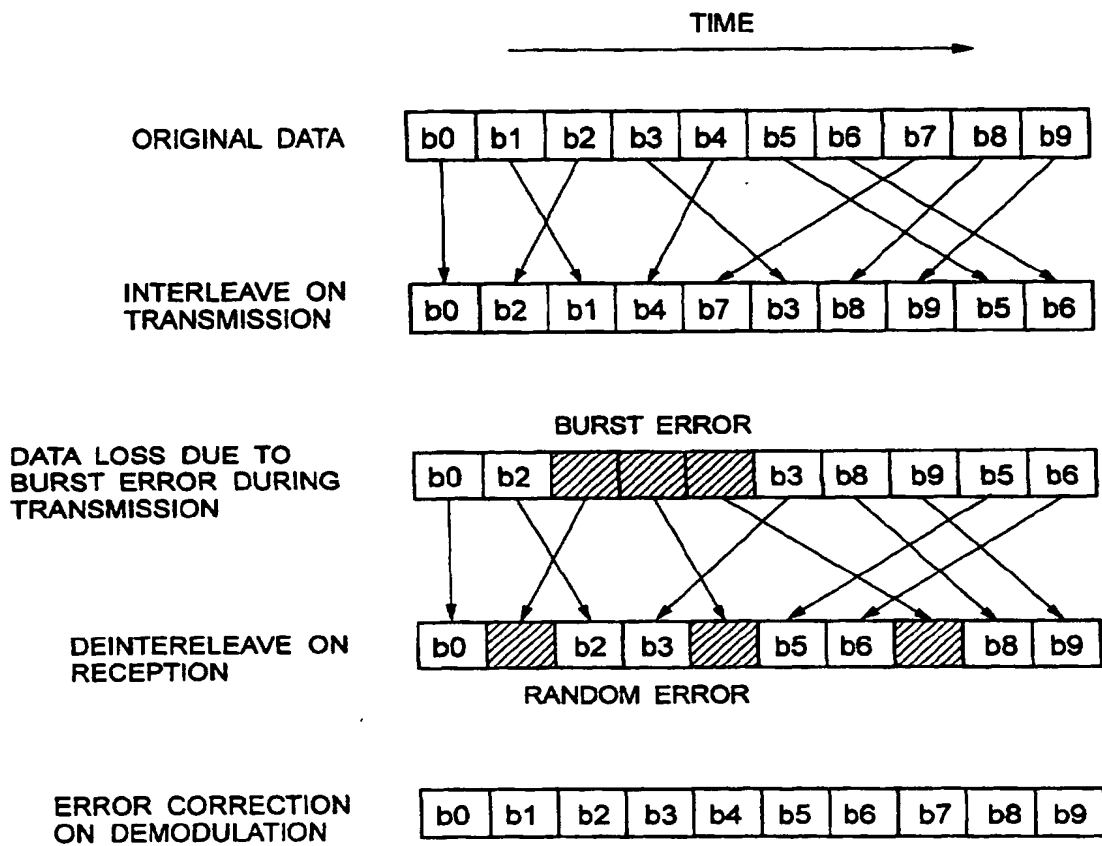 TIME
ORIGINAL DATA
b0 b1 b2 b3 b4 b5 b6 b7 b8 b9
INTERLEAVE ON
TRANSMISSION
b0 b2 b1 b4 b7 b3 b8 b9 b5 b6
BURST ERROR
DATA LOSS DUE TO
BURST ERROR DURING
TRANSMISSION
b0 b2 b3 b8 b9 b5 b6
DEINTERELEAVE ON
RECEPTION
b0 b2 b3 b5 b6 b8 b9
RANDOM ERROR
ERROR CORRECTION
ON DEMODULATION
b0 b1 b2 b3 b4 b5 b6 b7 b8 b9